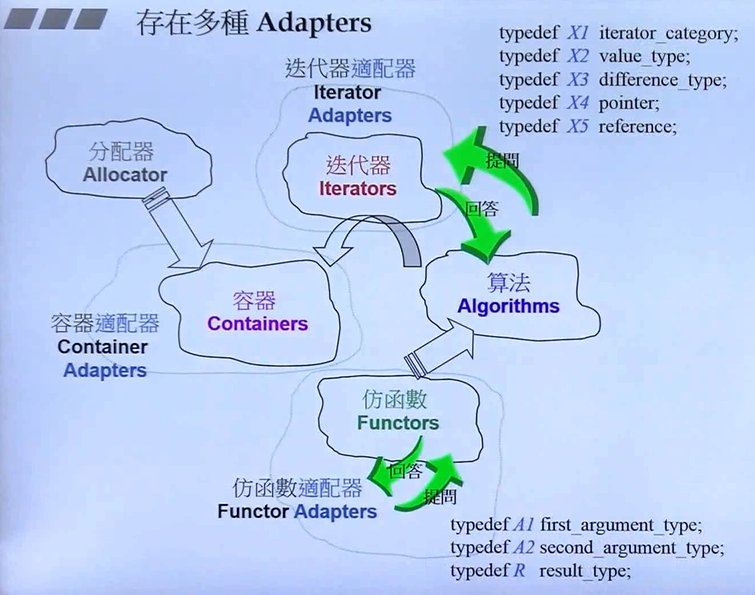 存在多種 Adapters
typedef X1 iterator_category;
typedef X2 value_type;
typedef X3 difference_type;
typedef X4 pointer;
typedef X5 reference;
迭代器適配器
Iterator
Adapters
分配器
Allocator
迭代器
Iterators
提問
回答
容器
Containers
算法
Algorithms
容器適配器
Container
Adapters
仿函數
Functors
回答
提問
仿函數適配器
Functor Adapters
typedef A1 first_argument_type;
typedef A2 second_argument_type;
typedef R result_type;